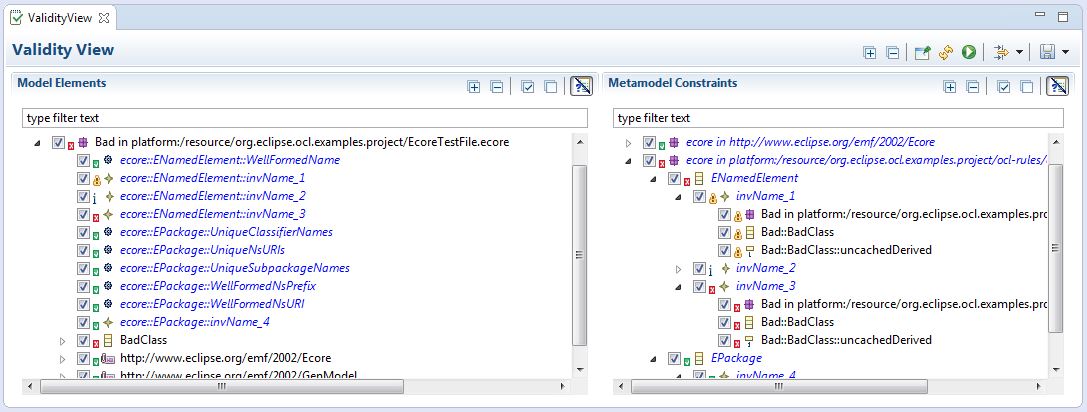 ValidityView
Validity View
Model Elements
type filter text
Bad in platform:/resource/org.eclipse.ocl.examples.project/EcoreTestFile.ecore
ecore::ENamedElement::WellFormedName
ecore::ENamedElement::invName_1
ecore::ENamedElement::invName_2
ecore::ENamedElement::invName_3
ecore::EPackage::UniqueClassifierNames
ecore::EPackage::UniqueNsURIs
ecore::EPackage::UniqueSubpackageNames
ecore::EPackage::WellFormedNsPrefix
ecore::EPackage::WellFormedNsURI
ecore::EPackage::invName_4
BadClass
http://www.eclipse.org/emf/2002/Ecore
http://www.eclipse.org/emf/2002/GenModel
Metamodel Constraints
type filter text
ecore in http://www.eclipse.org/emf/2002/Ecore
ecore in platform:/resource/org.eclipse.ocl.examples.project/ocl-rules/
ENamedElement
invName_1
Bad in platform:/resource/org.eclipse.ocl.examples.pro
Bad::BadClass
Bad::BadClass::uncachedDerived
invName_2
invName_3
Bad in platform:/resource/org.eclipse.ocl.examples.pro
Bad::BadClass
Bad::BadClass::uncachedDerived
EPackage
invName_4